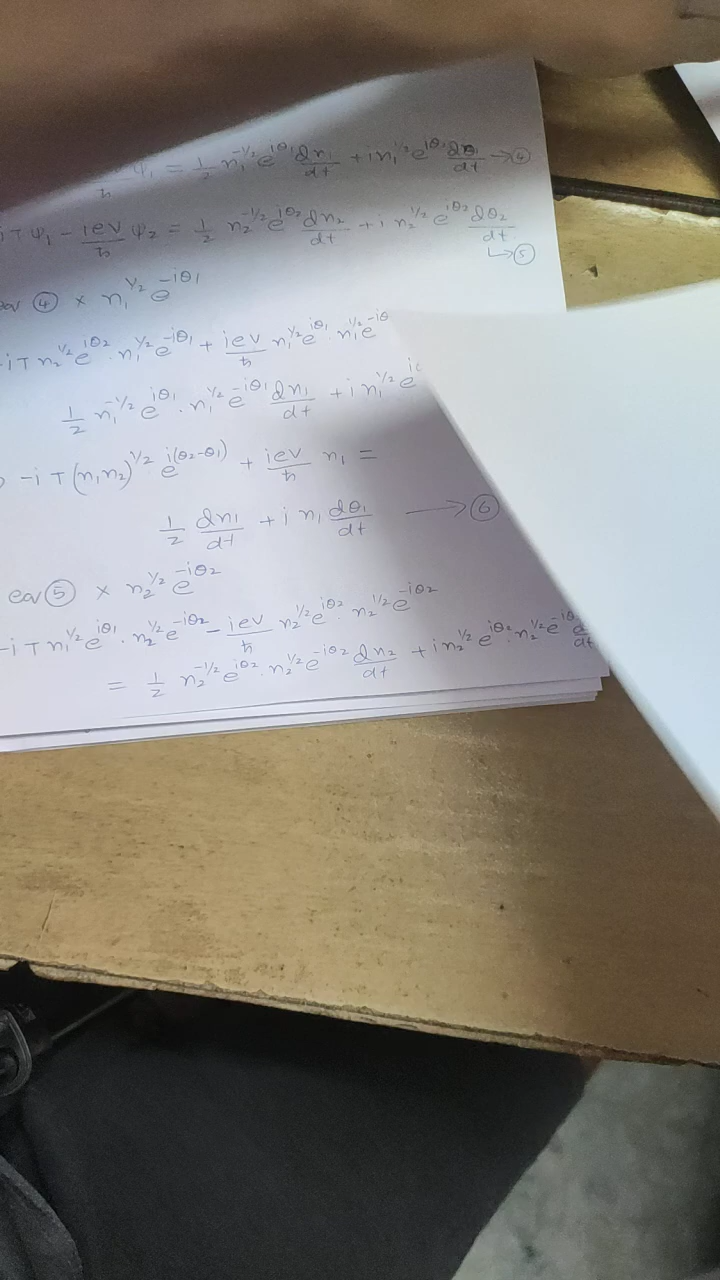 ħ ψ₁ = 1/2 n₁^(-1/2) e^(iθ₁) dn₁/dt + i n₁^(1/2) e^(iθ₁) dθ₁/dt → ④
iTψ₁ - ieV/ħ ψ₂ = 1/2 n₂^(-1/2) e^(iθ₂) dn₂/dt + i n₂^(1/2) e^(iθ₂) dθ₂/dt
↳ ⑤
④ × n₁^(1/2) e^(-iθ₁)
-iT n₂^(1/2) e^(iθ₂) . n₁^(1/2) e^(-iθ₁) + ieV/ħ n₁^(1/2) e^(iθ₁) . n₁^(1/2) e^(-iθ
1/2 n₁^(-1/2) e^(iθ₁) . n₁^(1/2) e^(-iθ₁) dn₁/dt + i n₁^(1/2) e^(i
-iT (n₁n₂)^(1/2) . e^(i(θ₂-θ₁)) + ieV/ħ n₁ =
1/2 dn₁/dt + i n₁ dθ₁/dt → ⑥
eqv ⑤ × n₂^(1/2) e^(-iθ₂)
-iT n₁^(1/2) e^(iθ₁) . n₂^(1/2) e^(-iθ₂) - ieV/ħ n₂^(1/2) e^(iθ₂) . n₂^(1/2) e^(-iθ₂)
= 1/2 n₂^(-1/2) e^(iθ₂) . n₂^(1/2) e^(-iθ₂) dn₂/dt + i n₂^(1/2) e^(iθ₂) . n₂^(1/2) e^(-iθ₂) d/dt